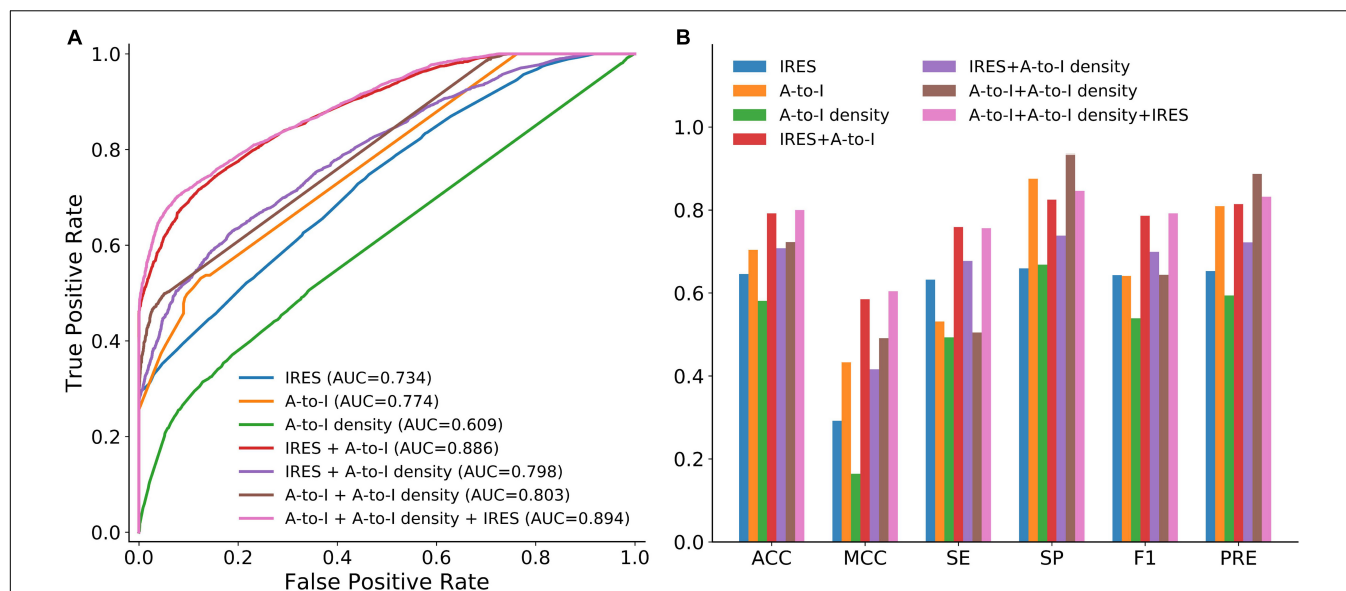 A
1.0
0.8
0.6
0.4
0.2
0.0
True Positive Rate
IRES (AUC=0.734)
A-to-I (AUC=0.774)
A-to-I density (AUC=0.609)
IRES + A-to-I (AUC=0.886)
IRES + A-to-I density (AUC=0.798)
A-to-I + A-to-I density (AUC=0.803)
A-to-I + A-to-I density + IRES (AUC=0.894)
0.0 0.2 0.4 0.6 0.8 1.0
False Positive Rate
B
IRES
A-to-I
A-to-I density
IRES+A-to-I
IRES+A-to-I density
A-to-I+A-to-I density
A-to-I+A-to-I density+IRES
1.0
0.8
0.6
0.4
0.2
0.0
ACC MCC SE SP F1 PRE